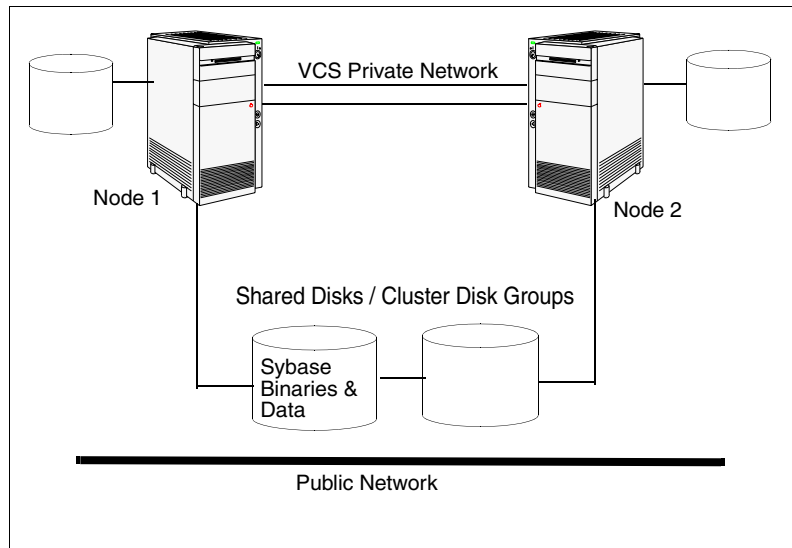 VCS Private Network
Node 1
Node 2
Shared Disks / Cluster Disk Groups
Sybase
Binaries &
Data
Public Network